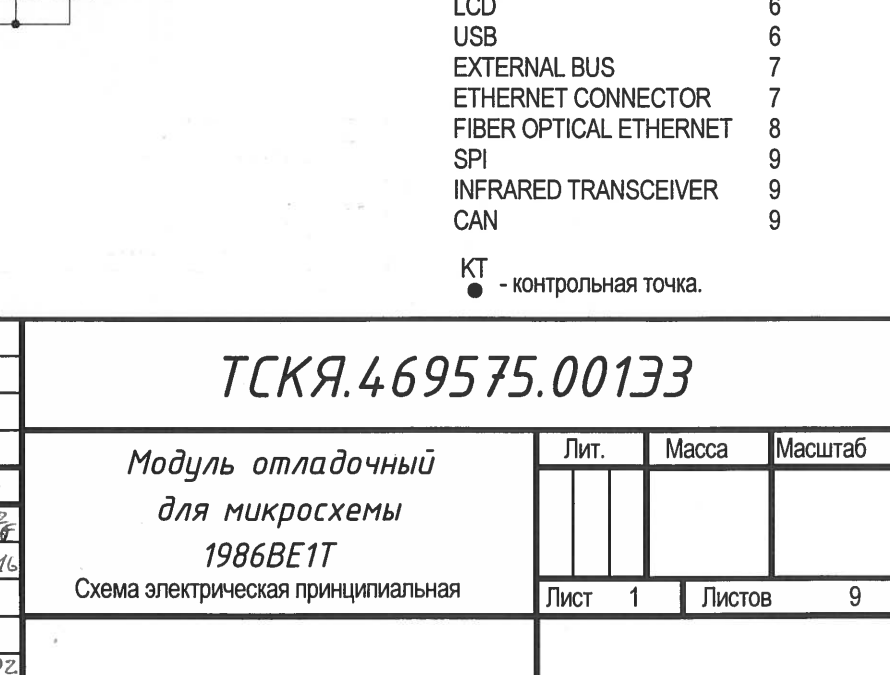 LCD 6
USB 6
EXTERNAL BUS 7
ETHERNET CONNECTOR 7
FIBER OPTICAL ETHERNET 8
SPI 9
INFRARED TRANSCEIVER 9
CAN 9
КТ
- контрольная точка.
ТСКЯ.469575.001Э3
Модуль отладочный
для микросхемы
1986ВЕ1Т
Схема электрическая принципиальная
Лит. Масса Масштаб
Лист 1 Листов 9